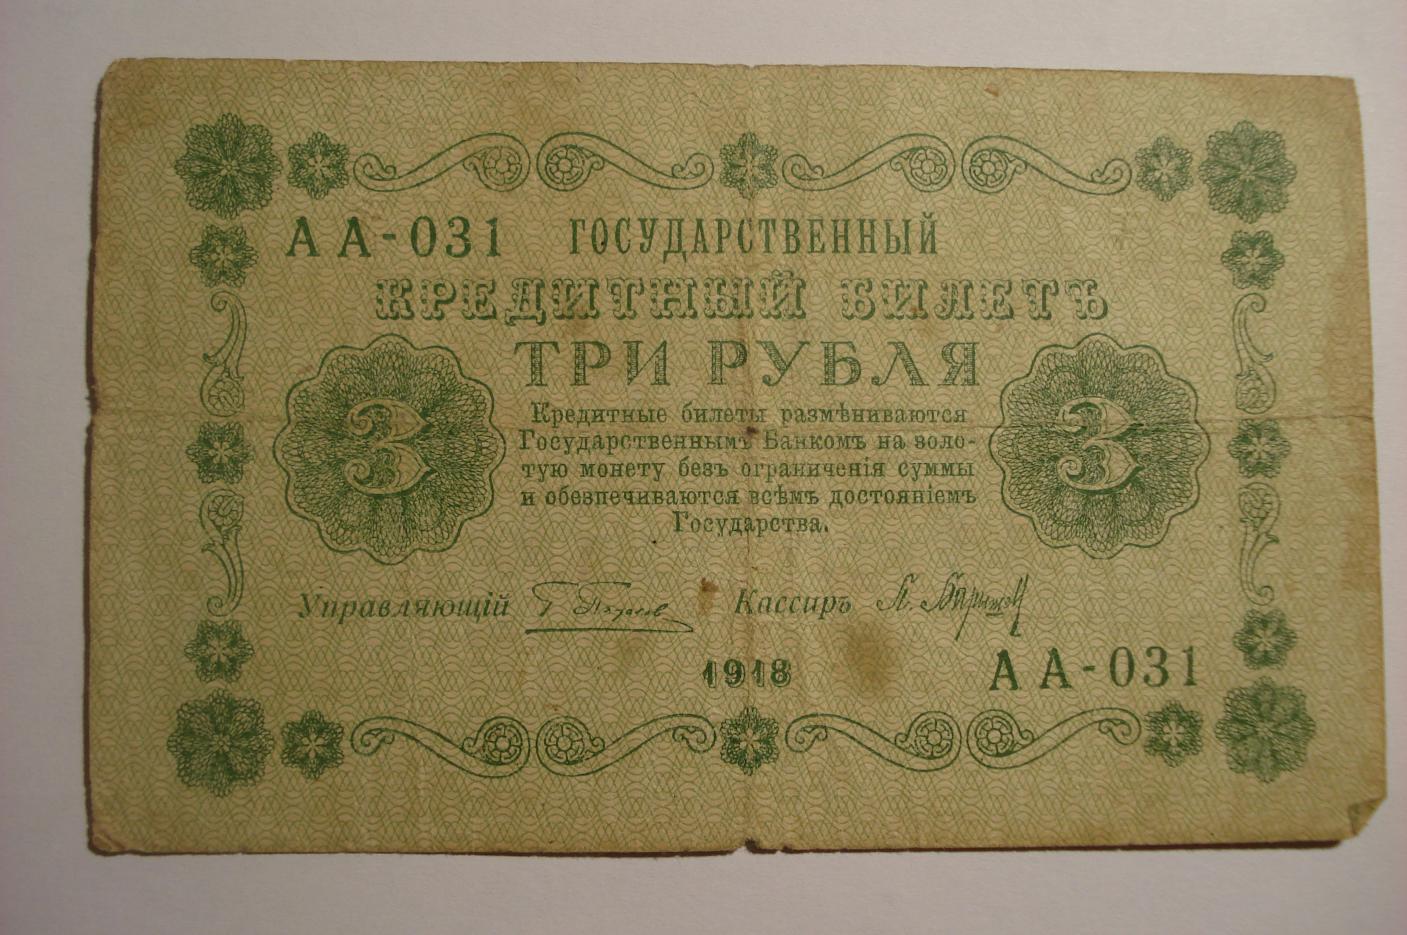 АА-031 ГОСУДАРСТВЕННЫЙ
КРЕДИТНЫЙ БИЛЕТЪ
ТРИ РУБЛЯ
3 3
Кредитные билеты размѣниваются
Государственнымъ Банкомъ на золо-
тую монету безъ ограниченія суммы
и обезпечиваются всѣмъ достояніемъ
Государства.
Управляющій Кассиръ
1918 АА-031